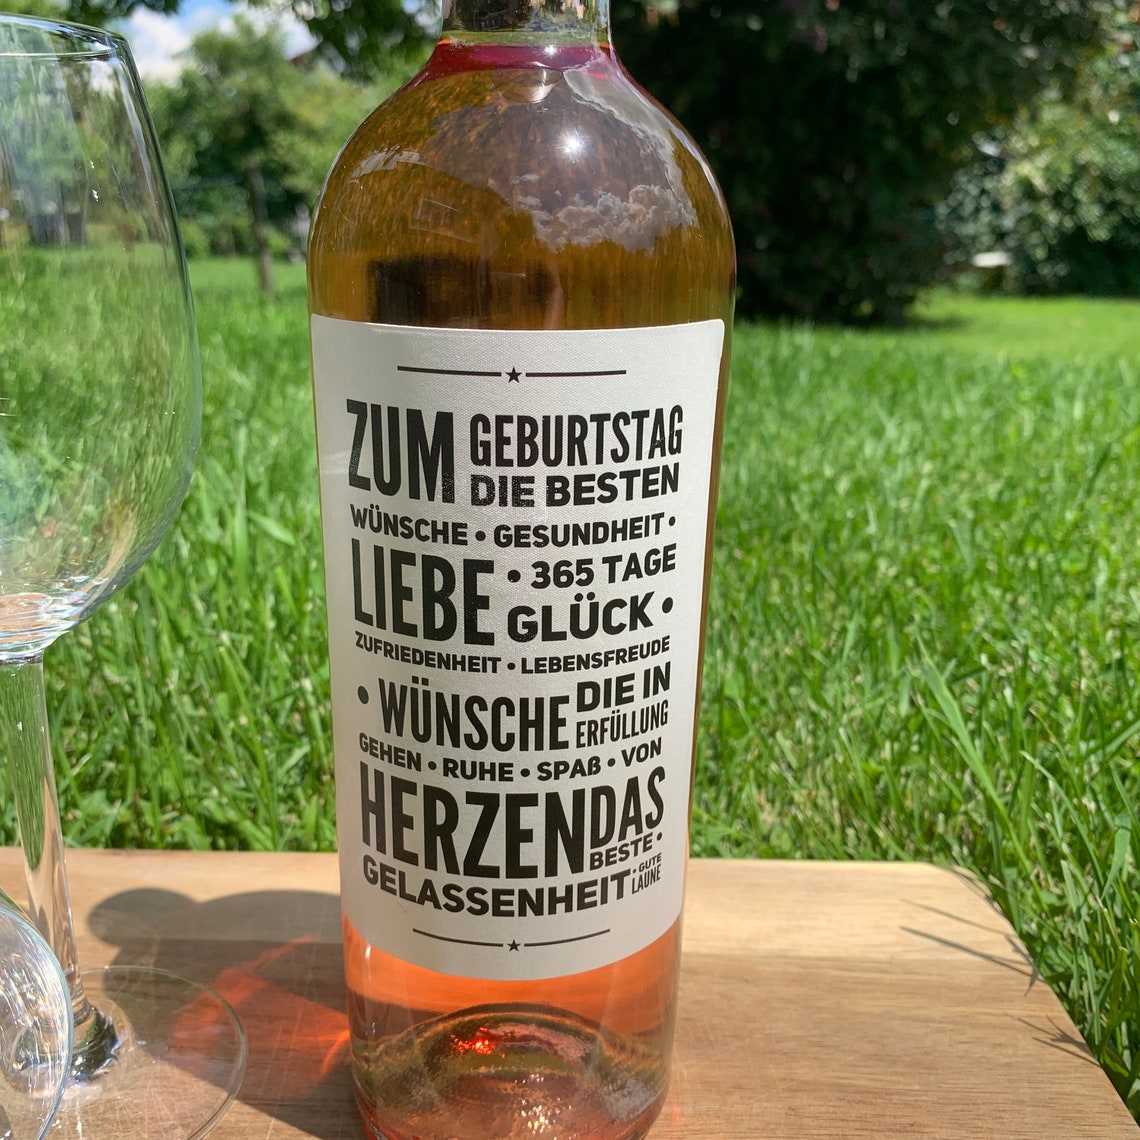 ZUM GEBURTSTAG
DIE BESTEN
WÜNSCHE • GESUNDHEIT •
LIEBE • 365 TAGE
GLÜCK •
ZUFRIEDENHEIT • LEBENSFREUDE
• WÜNSCHE DIE IN
ERFÜLLUNG
GEHEN • RUHE • SPAß • VON
HERZEN DAS
BESTE •
GELASSENHEIT • GUTE
LAUNE